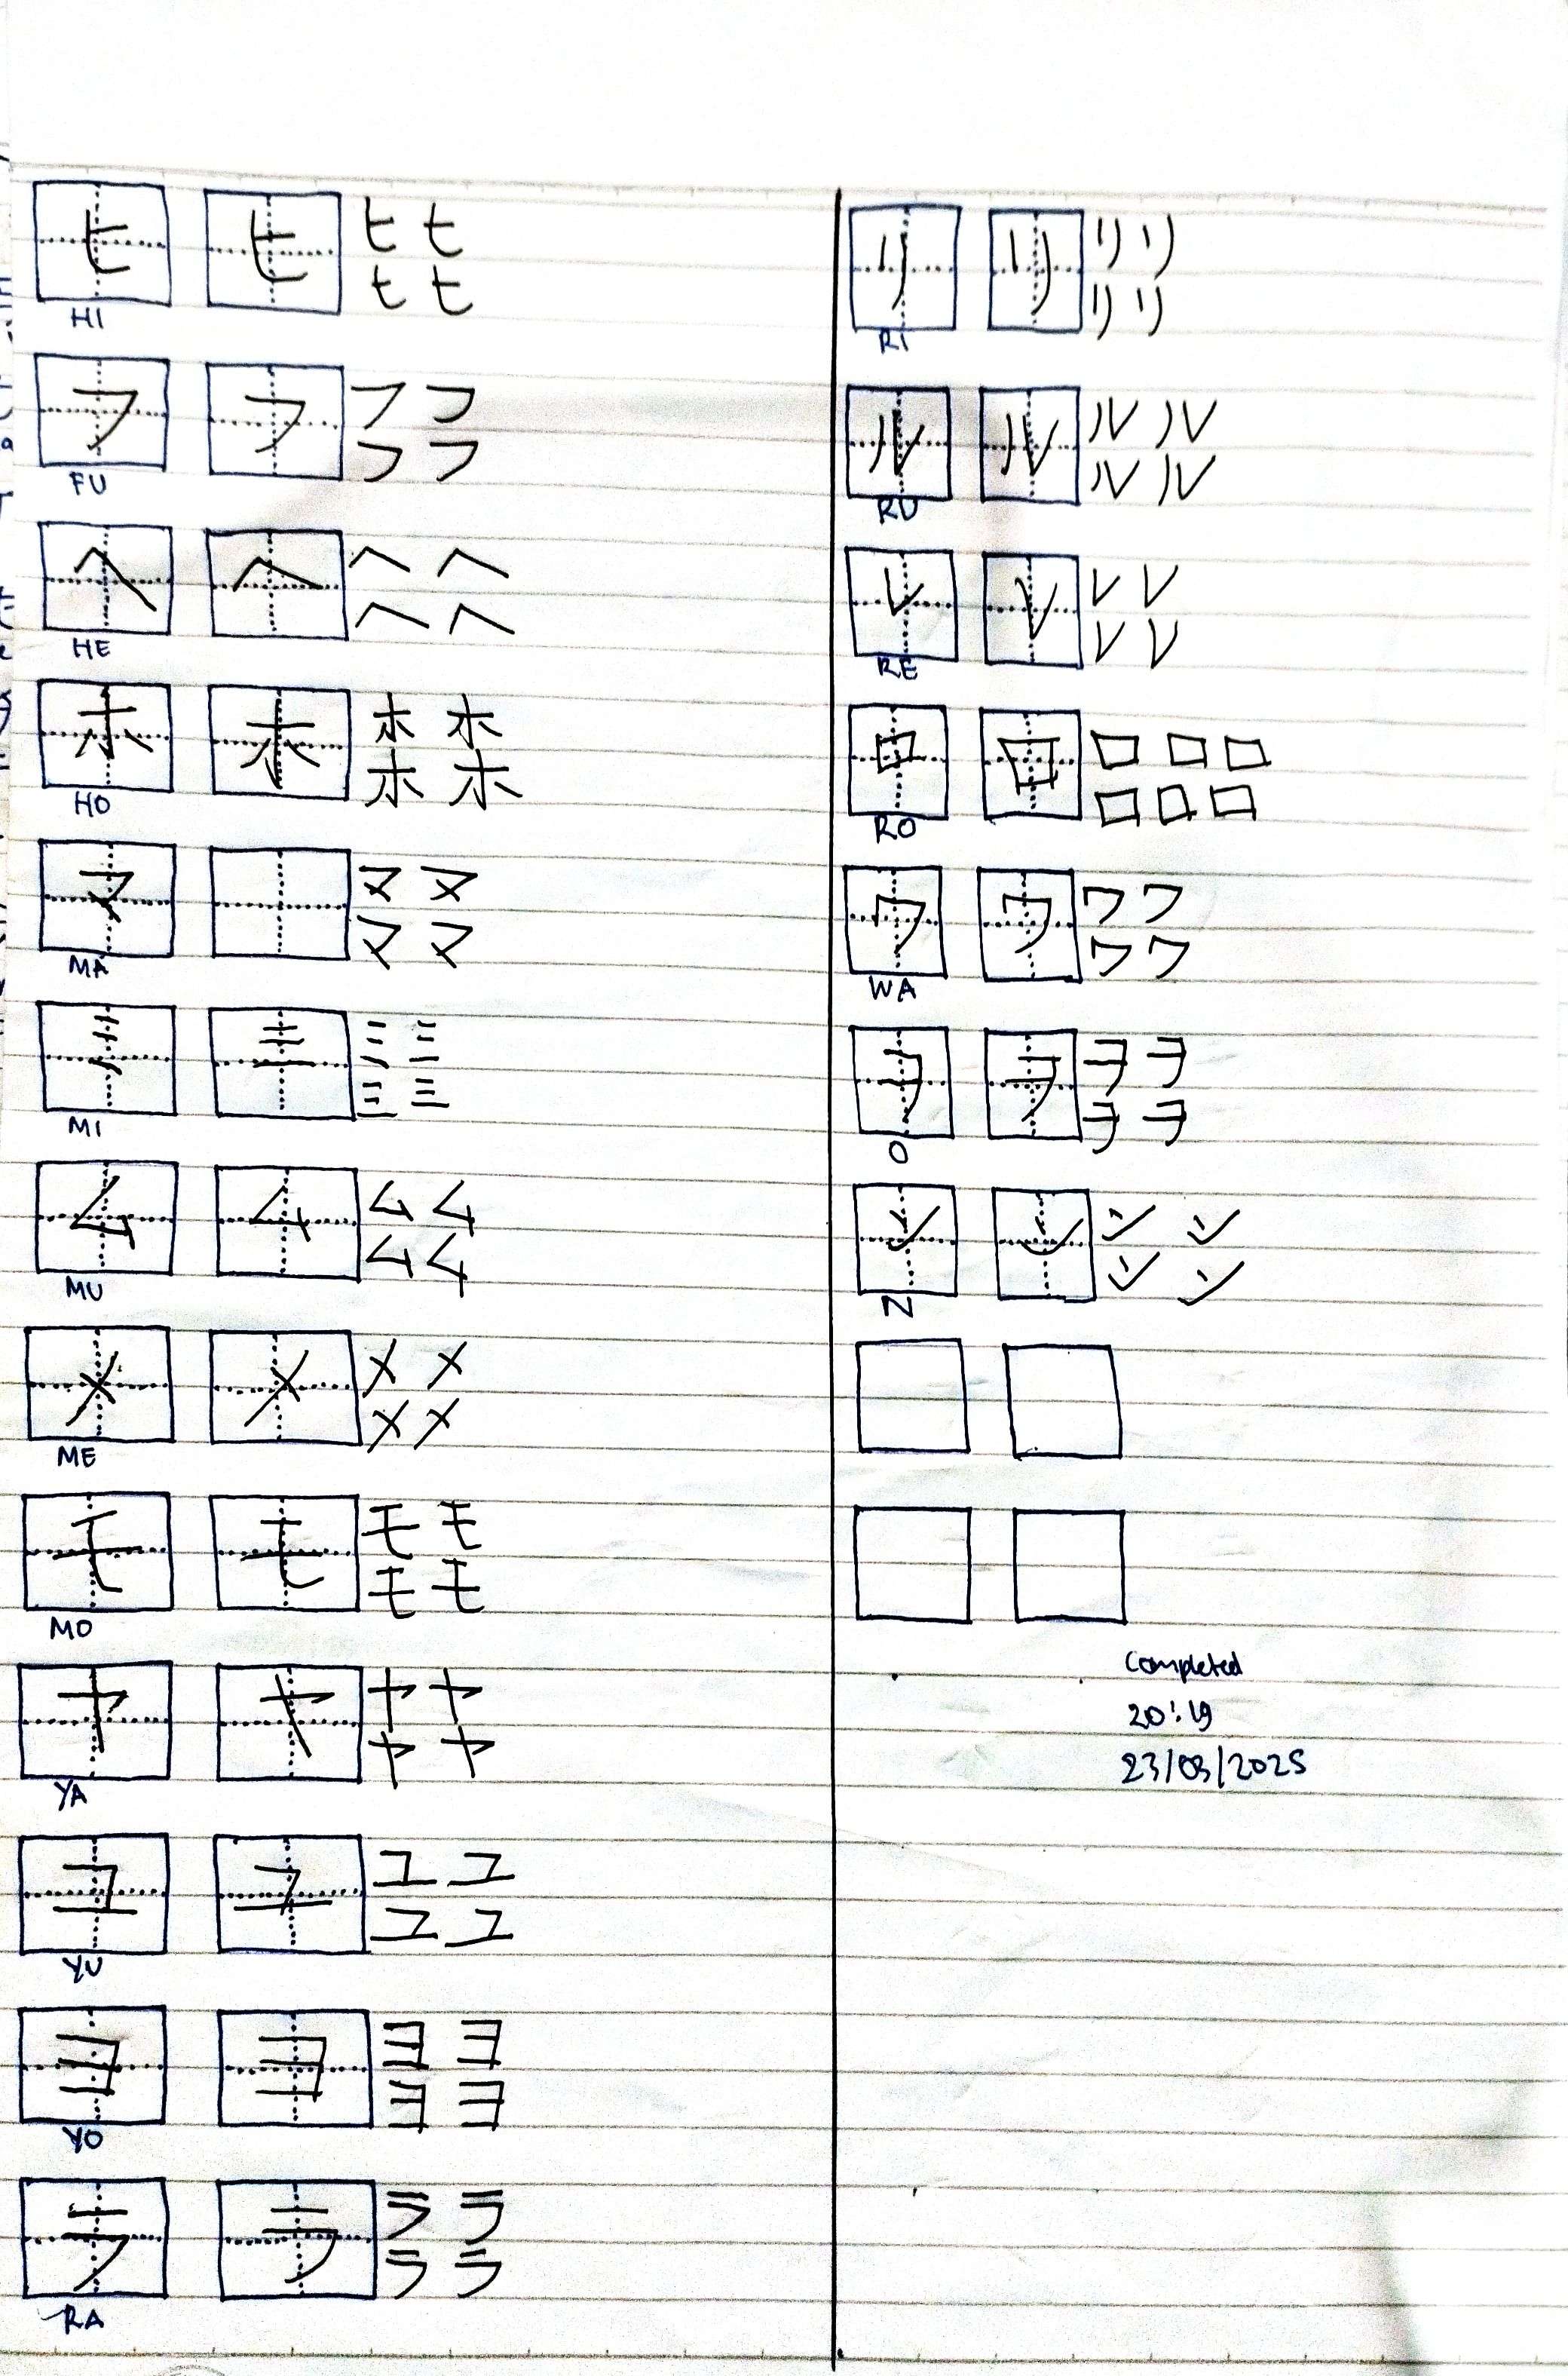 ヒ ヒ ヒ ヒ
ヒ ヒ
HI
フ フ フ フ
フ フ
FU
ヘ ヘ ヘ ヘ
ヘ ヘ
HE
ホ ホ ホ ホ
ホ ホ
HO
マ マ マ
マ マ
MA
ミ ミ ミ ミ
ミ ミ
MI
ム ム ム ム
ム ム
MU
メ メ メ メ
メ メ
ME
モ モ モ モ
モ モ
MO
ヤ ヤ ヤ ヤ
ヤ ヤ
YA
ユ ユ ユ ユ
ユ ユ
YU
ヨ ヨ ヨ ヨ
ヨ ヨ
YO
ラ ラ ラ ラ
ラ ラ
RA
リ リ リ リ
リ リ
RI
ル ル ル ル
ル ル
RU
レ レ レ レ
レ レ
RE
ロ ロ ロ ロ ロ
ロ ロ ロ
RO
ワ ワ ワ ワ
ワ ワ
WA
ヲ ヲ ヲ ヲ
ヲ ヲ
O
ン ン ン ン
ン ン
N
Completed
20:19
23/09/2025